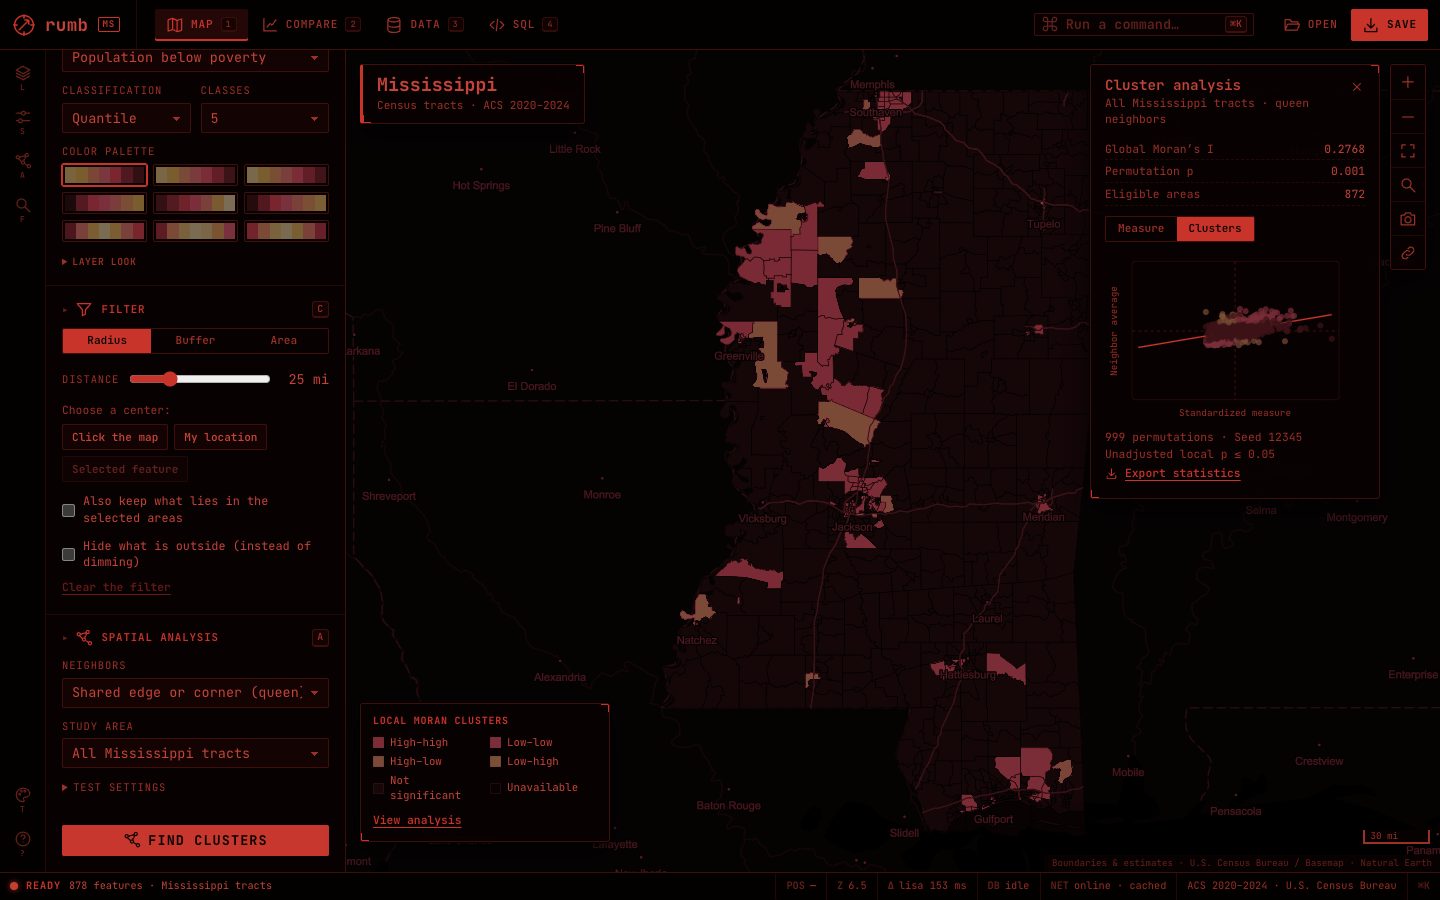 rumb MS
MAP 1
COMPARE 2
DATA 3
SQL 4
Run a command… ⌘K
OPEN
SAVE
L
S
A
F
T
?
Population below poverty
CLASSIFICATION
CLASSES
Quantile
5
COLOR PALETTE
LAYER LOOK
FILTER C
Radius
Buffer
Area
DISTANCE
25 mi
Choose a center:
Click the map
My location
Selected feature
Also keep what lies in the
selected areas
Hide what is outside (instead of
dimming)
Clear the filter
SPATIAL ANALYSIS A
NEIGHBORS
Shared edge or corner (queen)
STUDY AREA
All Mississippi tracts
TEST SETTINGS
FIND CLUSTERS
Mississippi
Census tracts · ACS 2020–2024
Memphis
Southaven
Little Rock
Hot Springs
Pine Bluff
Tupelo
arkana
Greenville
El Dorado
Shreveport
Monroe
Vicksburg
Jackson
Meridian
Selma
Montgomery
Laurel
Natchez
Hattiesburg
Alexandria
Enterprise
Mobile
Crestview
Baton Rouge
Pensacola
Gulfport
Slidell
Lafayette
mont
Panam
LOCAL MORAN CLUSTERS
High–high
Low–low
High–low
Low–high
Not
significant
Unavailable
View analysis
Cluster analysis
All Mississippi tracts · queen
neighbors
Global Moran's I 0.2768
Permutation p 0.001
Eligible areas 872
Measure
Clusters
Neighbor average
Standardized measure
999 permutations · Seed 12345
Unadjusted local p ≤ 0.05
Export statistics
30 mi
Boundaries & estimates · U.S. Census Bureau / Basemap · Natural Earth
READY 878 features · Mississippi tracts
POS —
Z 6.5
Δ lisa 153 ms
DB idle
NET online · cached
ACS 2020–2024 · U.S. Census Bureau
⌘K